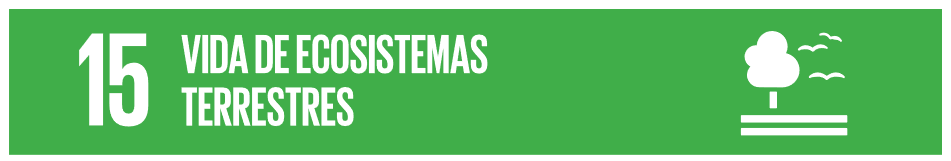 15
VIDA DE ECOSISTEMAS
TERRESTRES